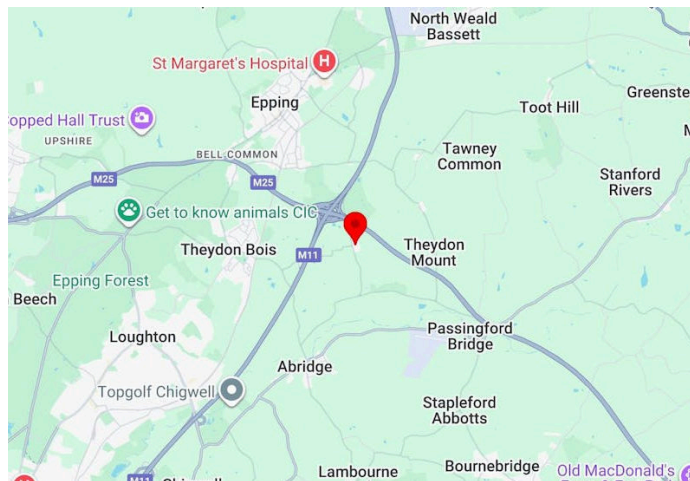 North Weald
Bassett
St Margaret's Hospital
H
Epping
Toot Hill
Greenste
Copped Hall Trust
UPSHIRE
Tawney
Common
BELL COMMON
Stanford
Rivers
M25
M25
Get to know animals CIC
Theydon Bois
Theydon
Mount
M11
Epping Forest
Beech
Loughton
Passingford
Bridge
Abridge
Topgolf Chigwell
Stapleford
Abbotts
Lambourne
Bournebridge
Old MacDonald's
M11